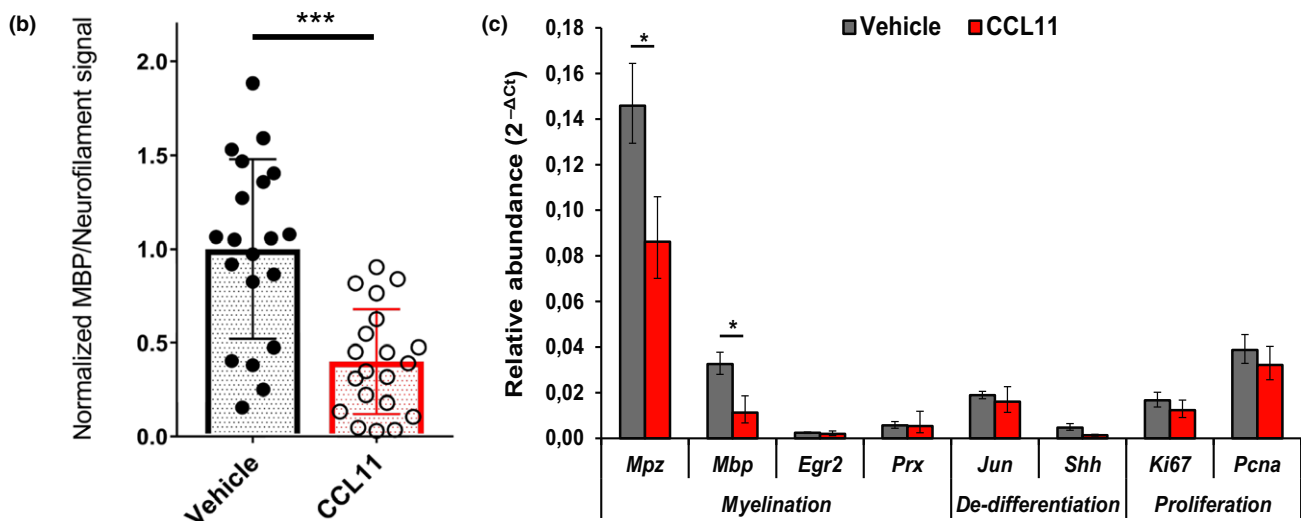 (b)
***
Normalized MBP/Neurofilament signal
2.0
1.5
1.0
0.5
0.0
Vehicle
CCL11
(c)
Vehicle CCL11
Relative abundance (2^−ΔCt)
0,18
0,16
0,14
0,12
0,10
0,08
0,06
0,04
0,02
0,00
*
*
Mpz Mbp Egr2 Prx Jun Shh Ki67 Pcna
Myelination De-differentiation Proliferation